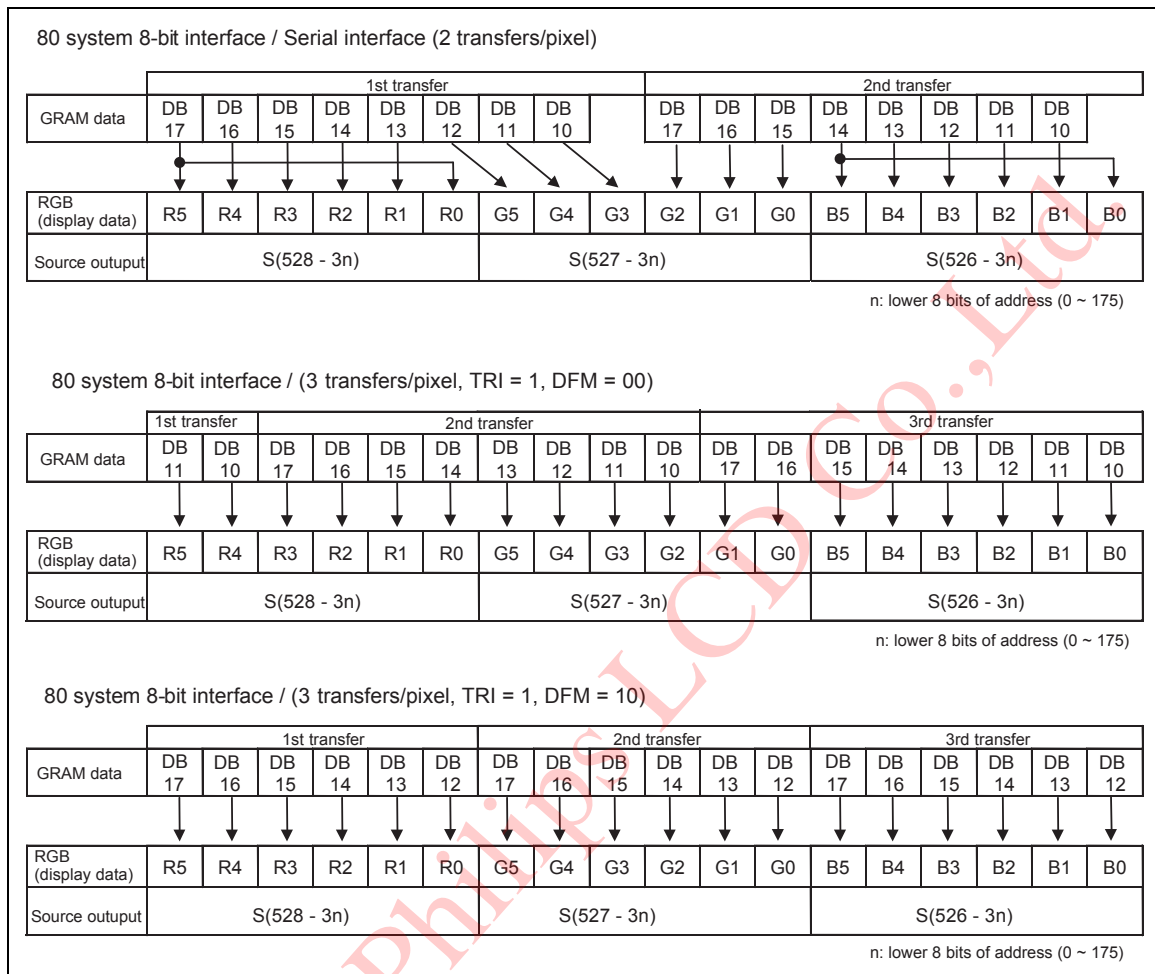 80 system 8-bit interface / Serial interface (2 transfers/pixel)
1st transfer 2nd transfer
GRAM data DB 17 DB 16 DB 15 DB 14 DB 13 DB 12 DB 11 DB 10 DB 17 DB 16 DB 15 DB 14 DB 13 DB 12 DB 11 DB 10
RGB (display data) R5 R4 R3 R2 R1 R0 G5 G4 G3 G2 G1 G0 B5 B4 B3 B2 B1 B0
Source outuput S(528 - 3n) S(527 - 3n) S(526 - 3n)
n: lower 8 bits of address (0 ~ 175)
80 system 8-bit interface / (3 transfers/pixel, TRI = 1, DFM = 00)
1st transfer 2nd transfer 3rd transfer
GRAM data DB 11 DB 10 DB 17 DB 16 DB 15 DB 14 DB 13 DB 12 DB 11 DB 10 DB 17 DB 16 DB 15 DB 14 DB 13 DB 12 DB 11 DB 10
RGB (display data) R5 R4 R3 R2 R1 R0 G5 G4 G3 G2 G1 G0 B5 B4 B3 B2 B1 B0
Source outuput S(528 - 3n) S(527 - 3n) S(526 - 3n)
n: lower 8 bits of address (0 ~ 175)
80 system 8-bit interface / (3 transfers/pixel, TRI = 1, DFM = 10)
1st transfer 2nd transfer 3rd transfer
GRAM data DB 17 DB 16 DB 15 DB 14 DB 13 DB 12 DB 17 DB 16 DB 15 DB 14 DB 13 DB 12 DB 17 DB 16 DB 15 DB 14 DB 13 DB 12
RGB (display data) R5 R4 R3 R2 R1 R0 G5 G4 G3 G2 G1 G0 B5 B4 B3 B2 B1 B0
Source outuput S(528 - 3n) S(527 - 3n) S(526 - 3n)
n: lower 8 bits of address (0 ~ 175)
Philips LCD Co.,Ltd.